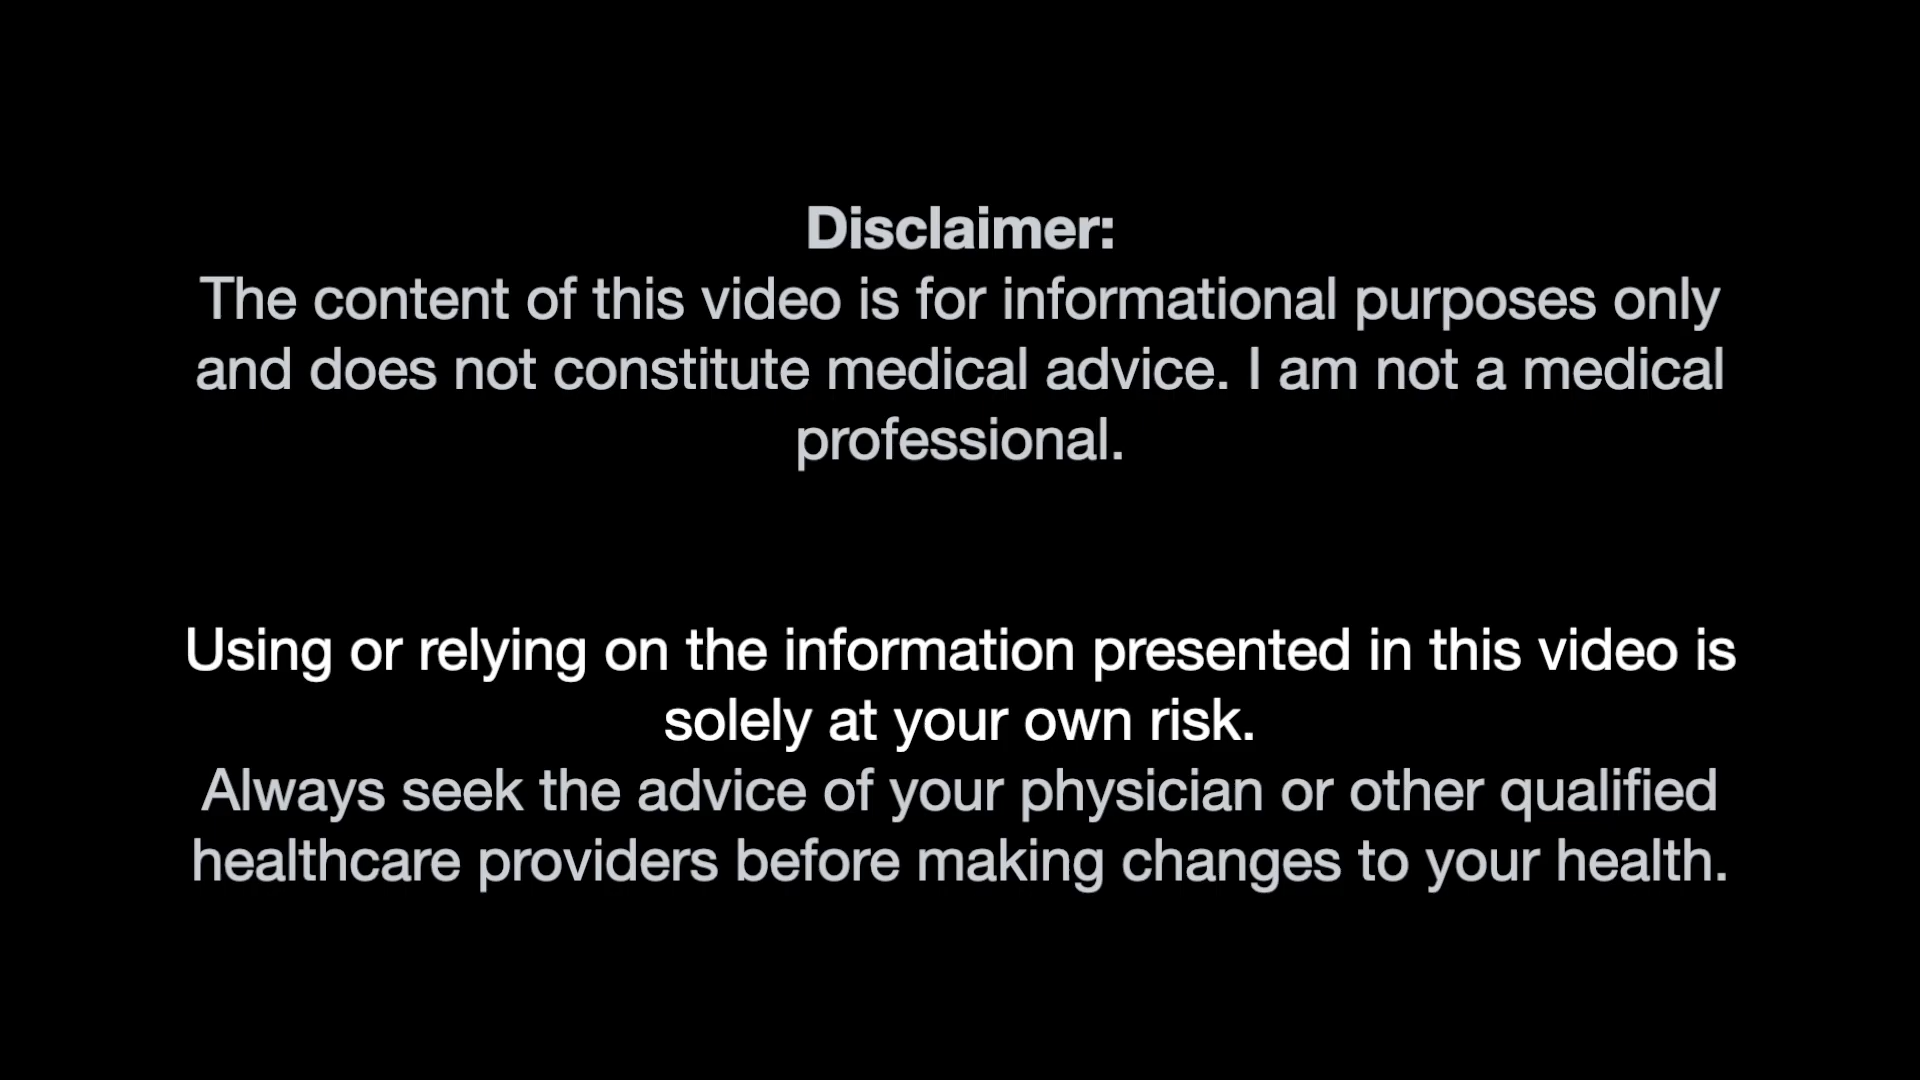 Disclaimer:
The content of this video is for informational purposes only
and does not constitute medical advice. I am not a medical
professional.
Using or relying on the information presented in this video is
solely at your own risk.
Always seek the advice of your physician or other qualified
healthcare providers before making changes to your health.